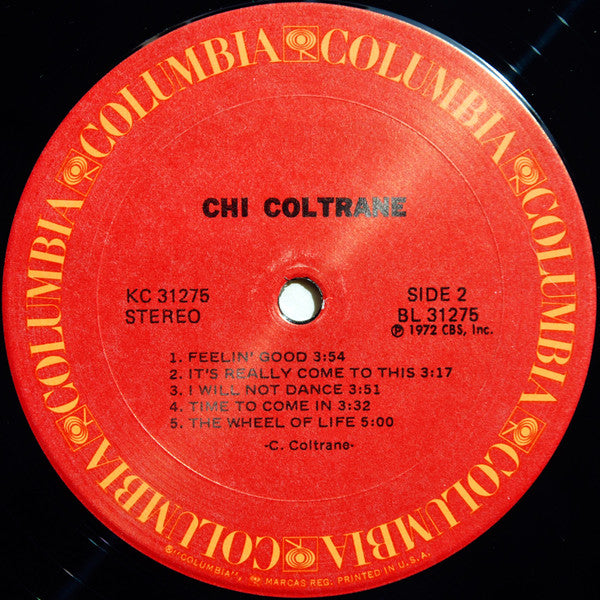 COLUMBIA COLUMBIA COLUMBIA COLUMBIA COLUMBIA COLUMBIA
CHI COLTRANE
KC 31275
STEREO
SIDE 2
BL 31275
Ⓟ 1972 CBS, Inc.
1. FEELIN' GOOD 3:54
2. IT'S REALLY COME TO THIS 3:17
3. I WILL NOT DANCE 3:51
4. TIME TO COME IN 3:32
5. THE WHEEL OF LIFE 5:00
-C. Coltrane-
"COLUMBIA", MARCAS REG. PRINTED IN U.S.A.